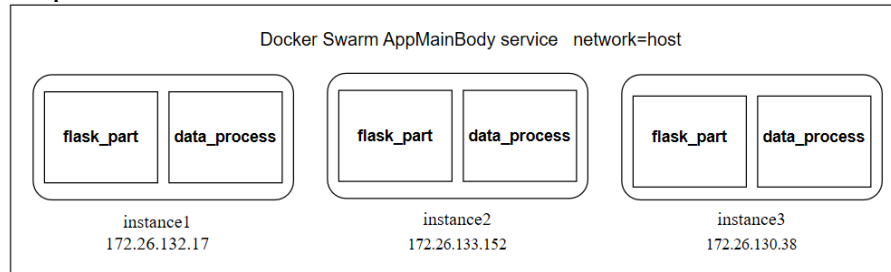 Docker Swarm AppMainBody service network=host
flask_part data_process flask_part data_process flask_part data_process
instance1 instance2 instance3
172.26.132.17 172.26.133.152 172.26.130.38